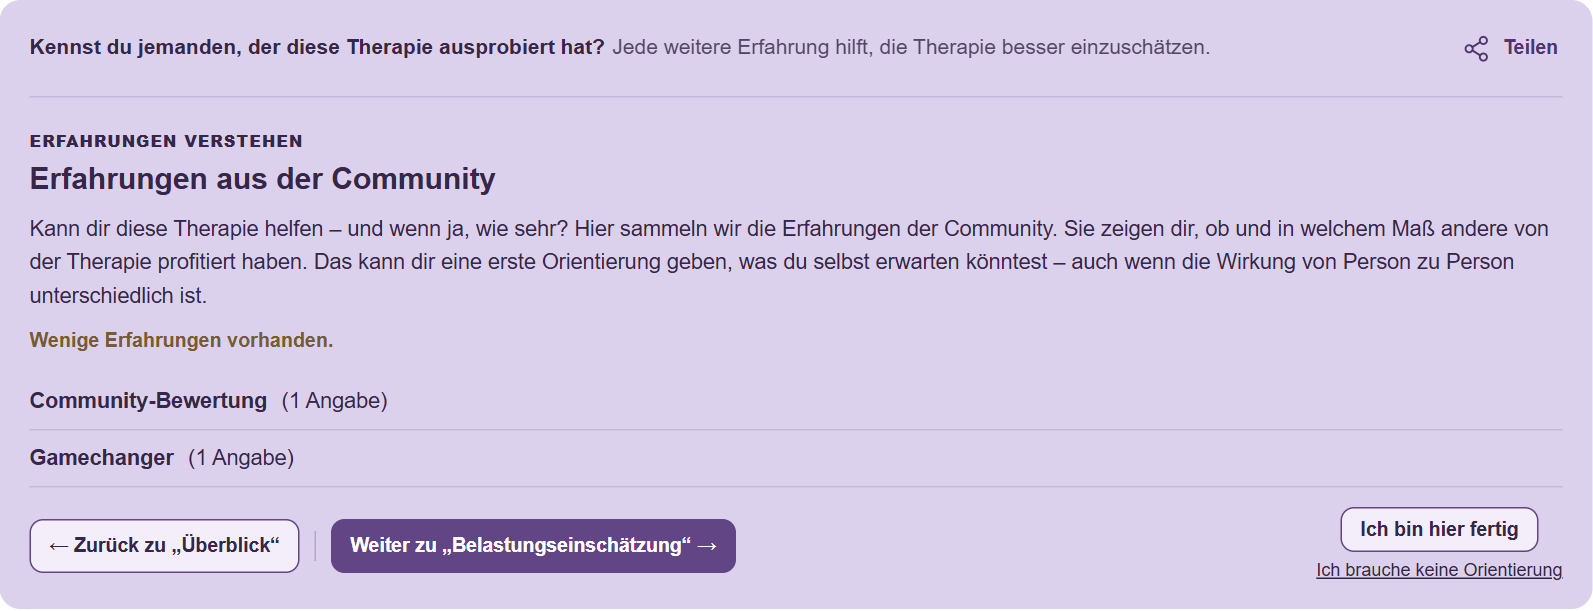 Kennst du jemanden, der diese Therapie ausprobiert hat? Jede weitere Erfahrung hilft, die Therapie besser einzuschätzen.
Teilen
ERFAHRUNGEN VERSTEHEN
Erfahrungen aus der Community
Kann dir diese Therapie helfen – und wenn ja, wie sehr? Hier sammeln wir die Erfahrungen der Community. Sie zeigen dir, ob und in welchem Maß andere von
der Therapie profitiert haben. Das kann dir eine erste Orientierung geben, was du selbst erwarten könntest – auch wenn die Wirkung von Person zu Person
unterschiedlich ist.
Wenige Erfahrungen vorhanden.
Community-Bewertung (1 Angabe)
Gamechanger (1 Angabe)
← Zurück zu „Überblick“
Weiter zu „Belastungseinschätzung“ →
Ich bin hier fertig
Ich brauche keine Orientierung